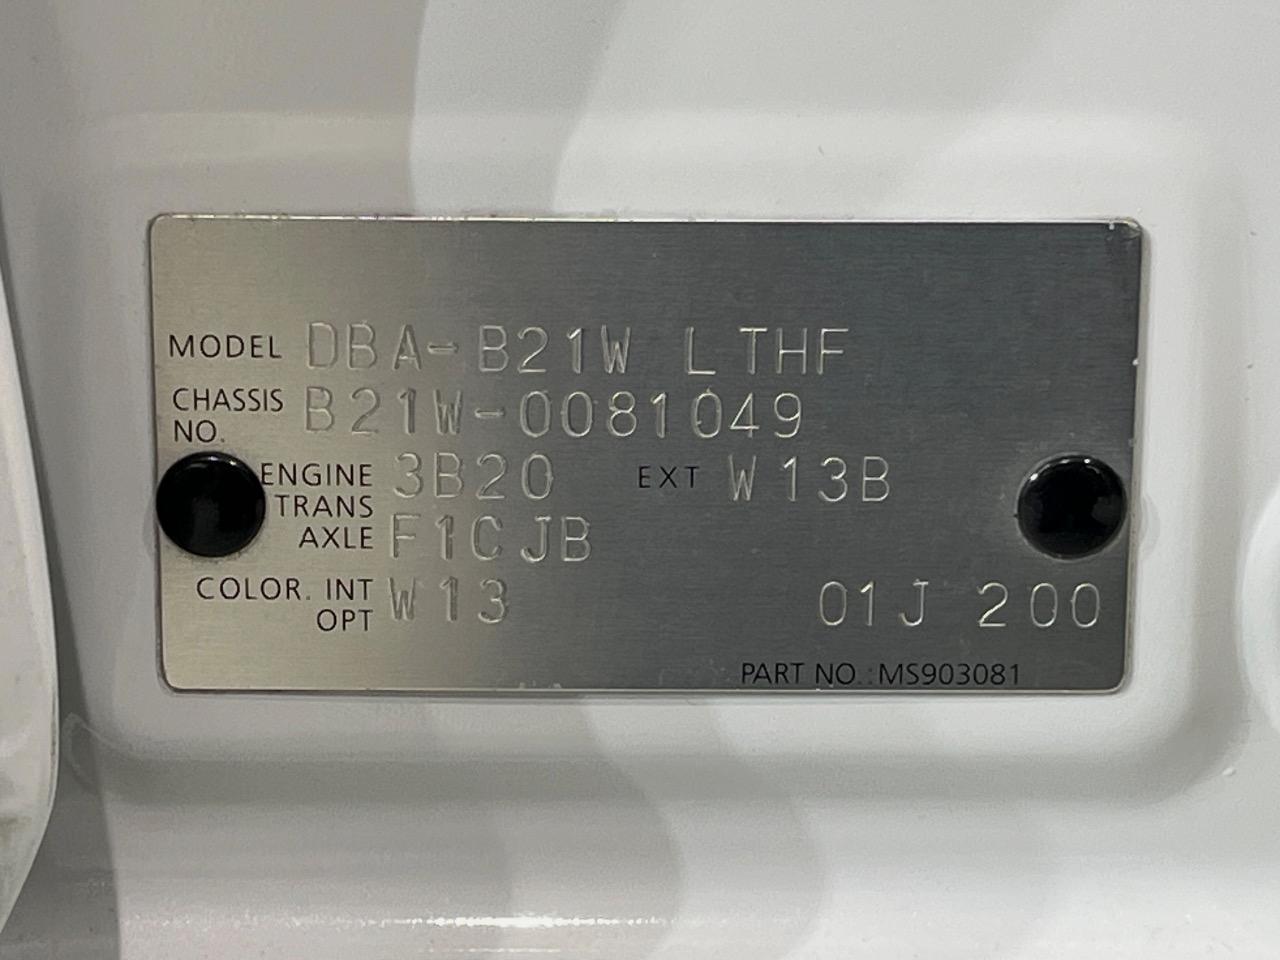 MODEL DBA-B21W LTHF
CHASSIS NO. B21W-0081049
ENGINE 3B20 EXT W13B
TRANS AXLE F1CJB
COLOR. INT OPT W13 01J 200
PART NO.:MS903081